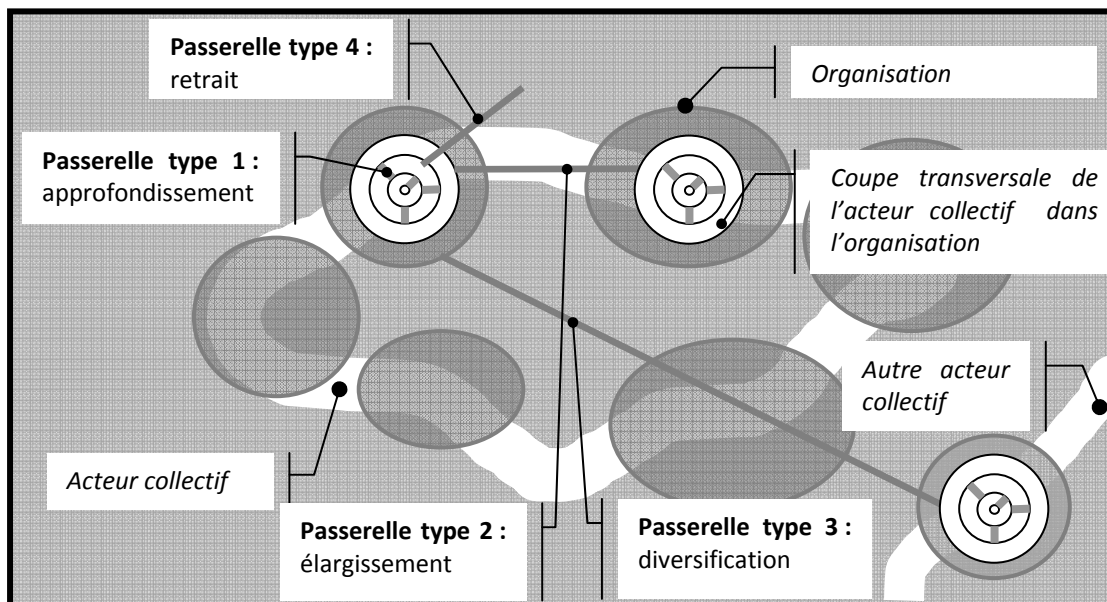 Passerelle type 4 :
retrait
Organisation
Passerelle type 1 :
approfondissement
Coupe transversale de
l’acteur collectif dans
l’organisation
Autre acteur
collectif
Acteur collectif
Passerelle type 2 :
élargissement
Passerelle type 3 :
diversification